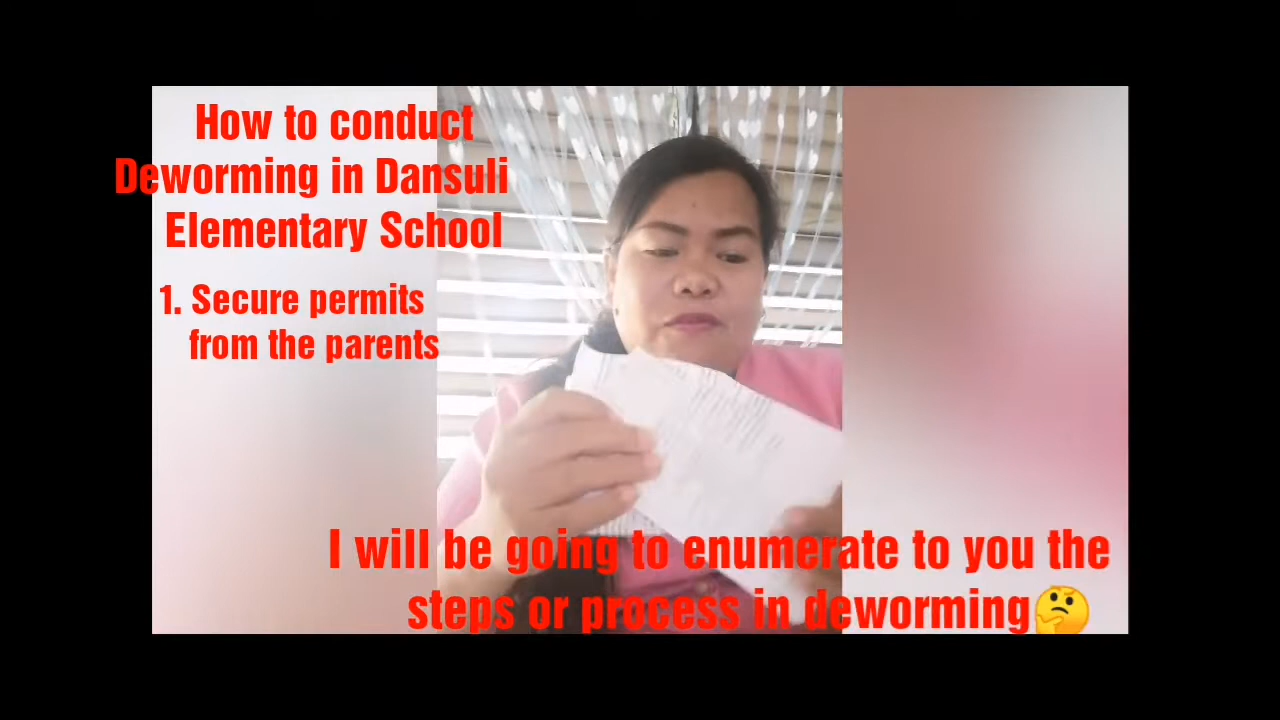 How to conduct
Deworming in Dansuli
Elementary School
1. Secure permits
from the parents
I will be going to enumerate to you the
steps or process in deworming🤔